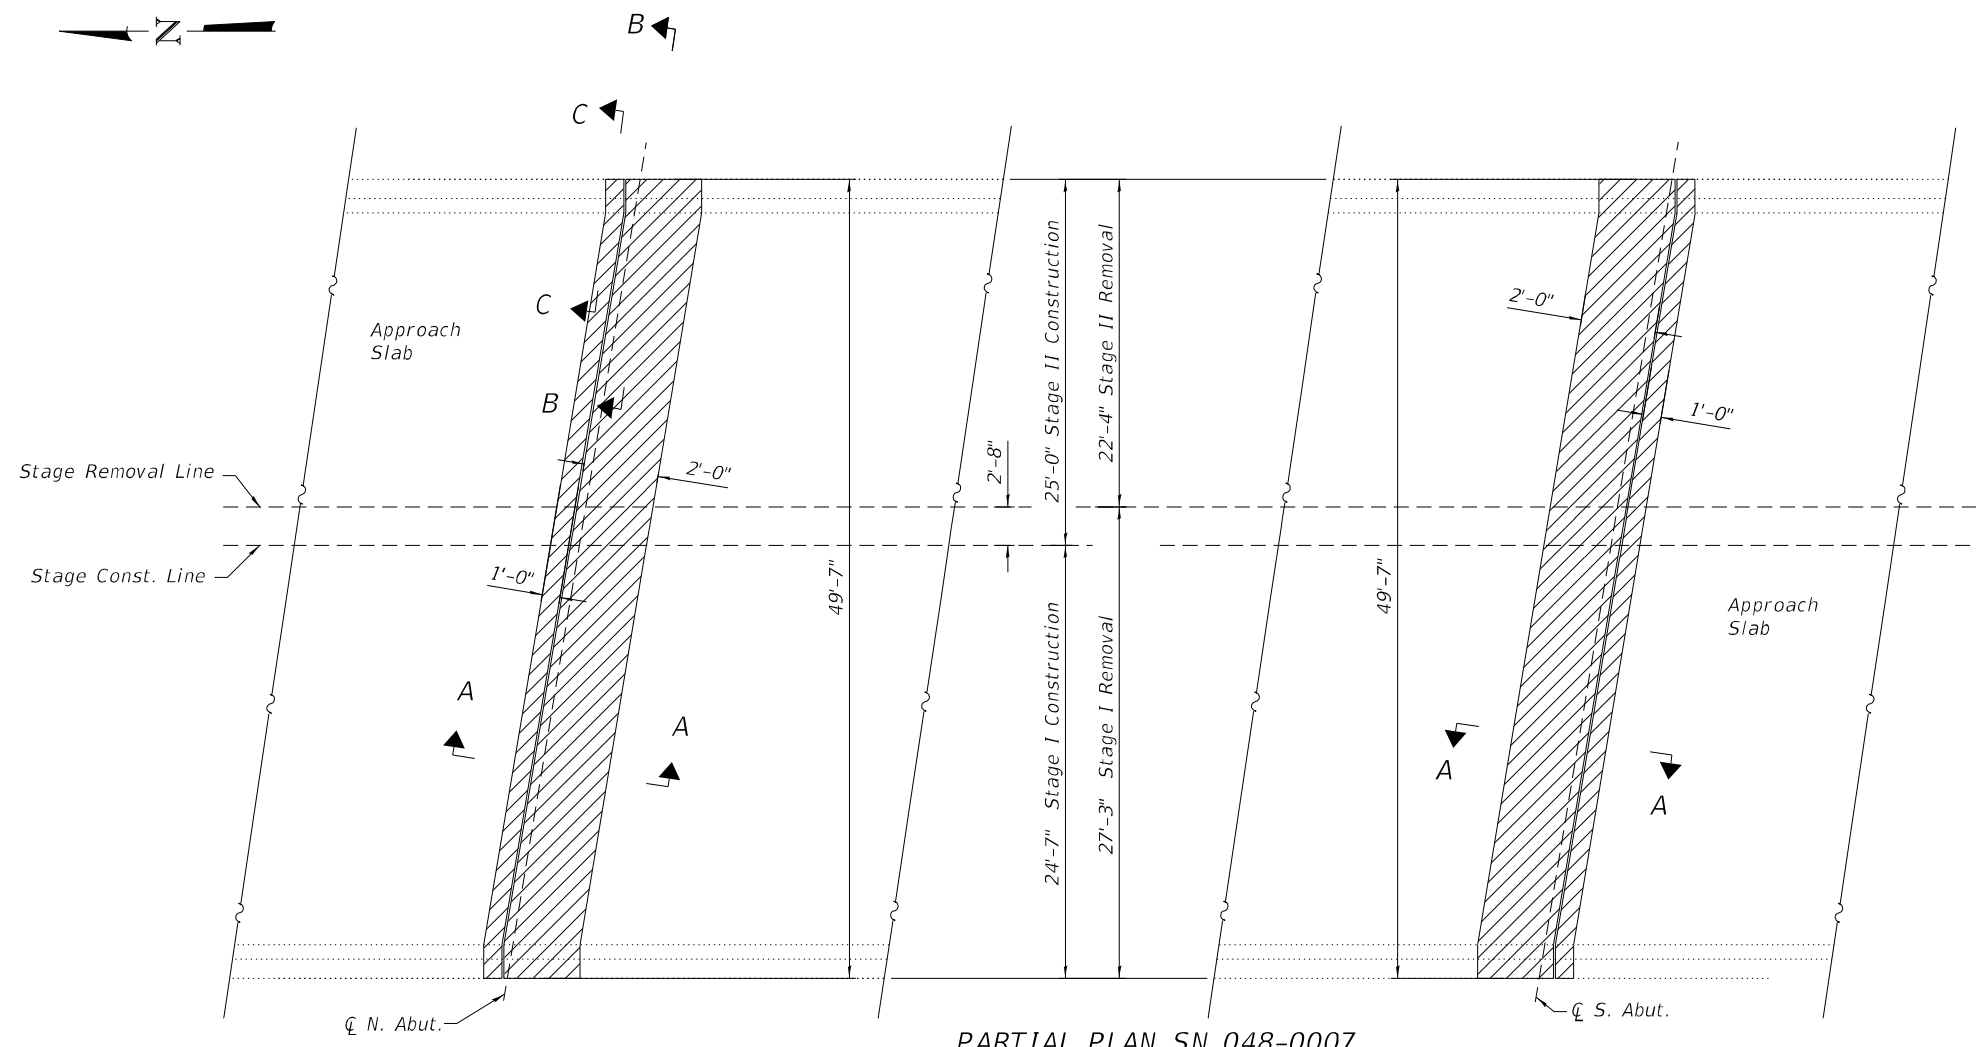 N
B
C
C
Approach
Slab
B
Stage Removal Line
Stage Const. Line
1'-0"
2'-0"
A
A
℄ N. Abut.
49'-7"
2'-8"
25'-0" Stage II Construction
22'-4" Stage II Removal
24'-7" Stage I Construction
27'-3" Stage I Removal
49'-7"
2'-0"
1'-0"
Approach
Slab
A
A
℄ S. Abut.
PARTIAL PLAN SN 048-0007